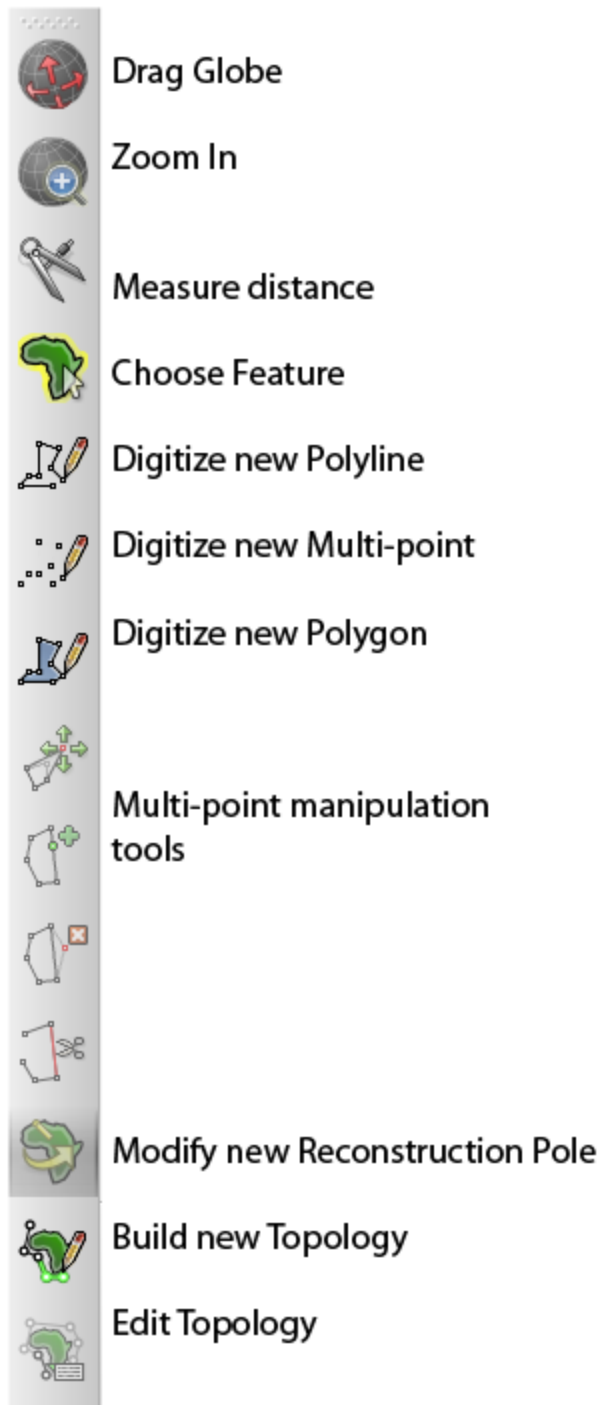 Drag Globe
Zoom In
Measure distance
Choose Feature
Digitize new Polyline
Digitize new Multi-point
Digitize new Polygon
Multi-point manipulation
tools
Modify new Reconstruction Pole
Build new Topology
Edit Topology